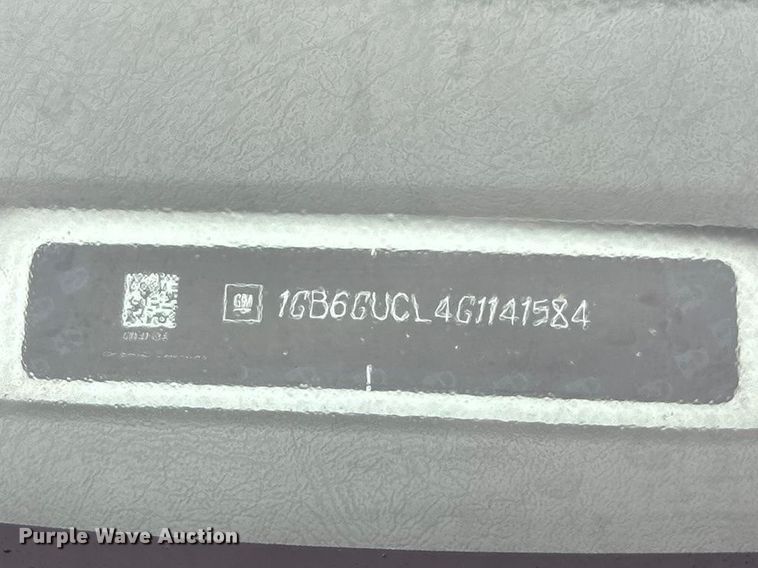 GM
1GB6GUCL4G1141584
Purple Wave Auction